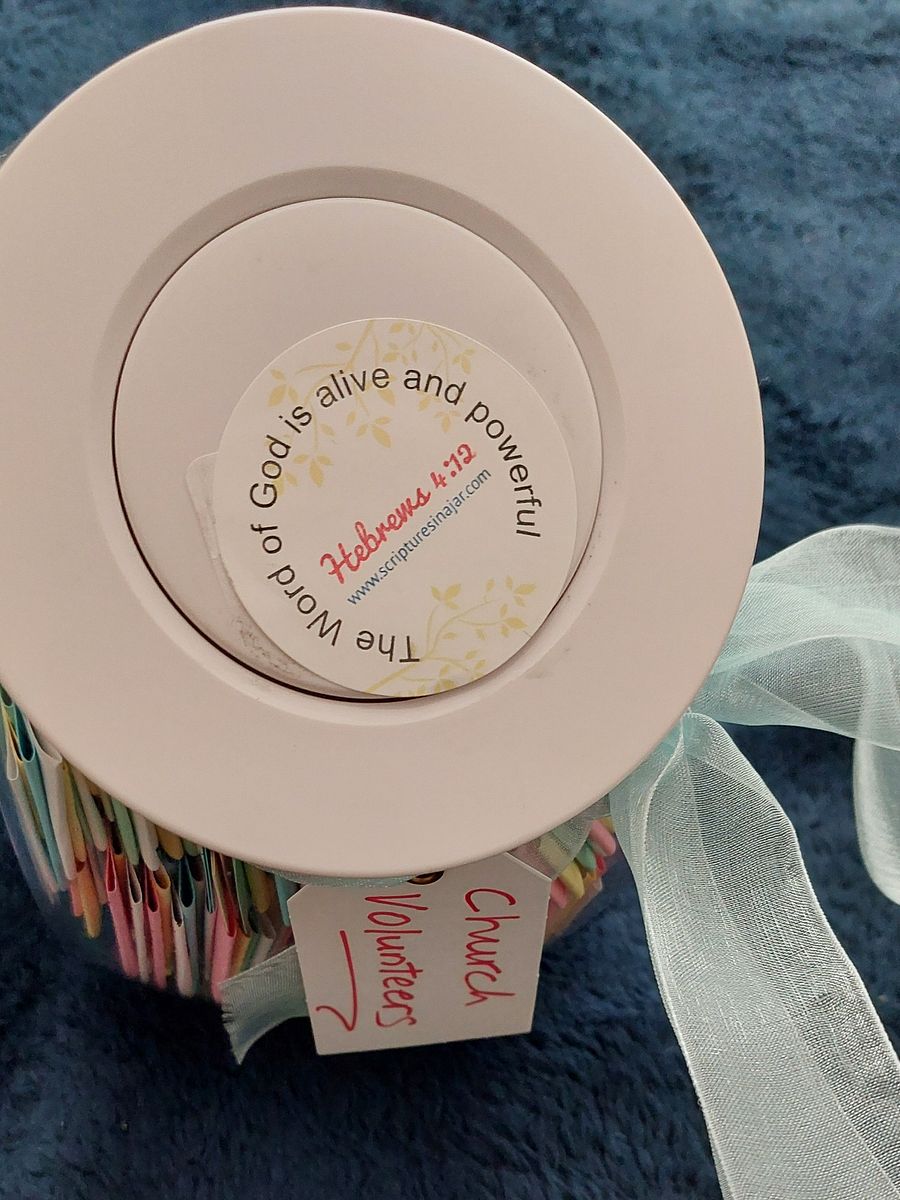 The Word of God is alive and powerful
Hebrews 4:12
www.scripturesinajar.com
Church
Volunteers